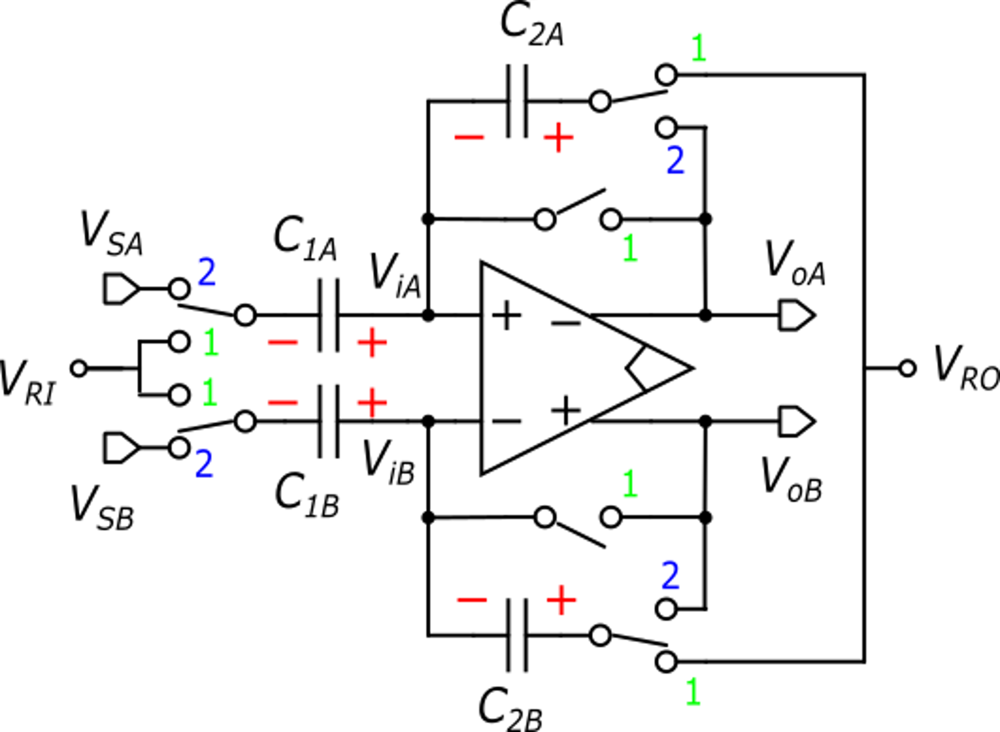 C2A
1
− +
2
VSA
C1A
1
2
ViA
VoA
+ −
− +
1
VRI
VRO
1
− +
− +
ViB
2
VoB
VSB
C1B
1
2
− +
1
C2B